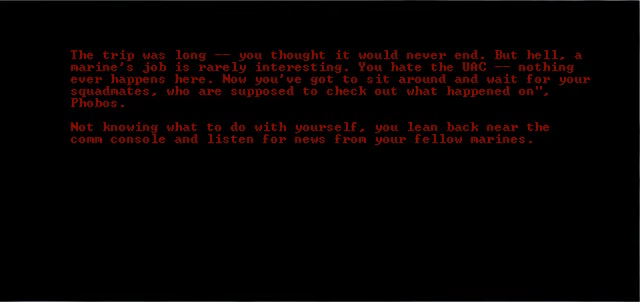 The trip was long -- you thought it would never end. But hell, a
marine's job is rarely interesting. You hate the UAC -- nothing
ever happens here. Now you've got to sit around and wait for your
squadmates, who are supposed to check out what happened on",
Phobos.
Not knowing what to do with yourself, you lean back near the
comm console and listen for news from your fellow marines.